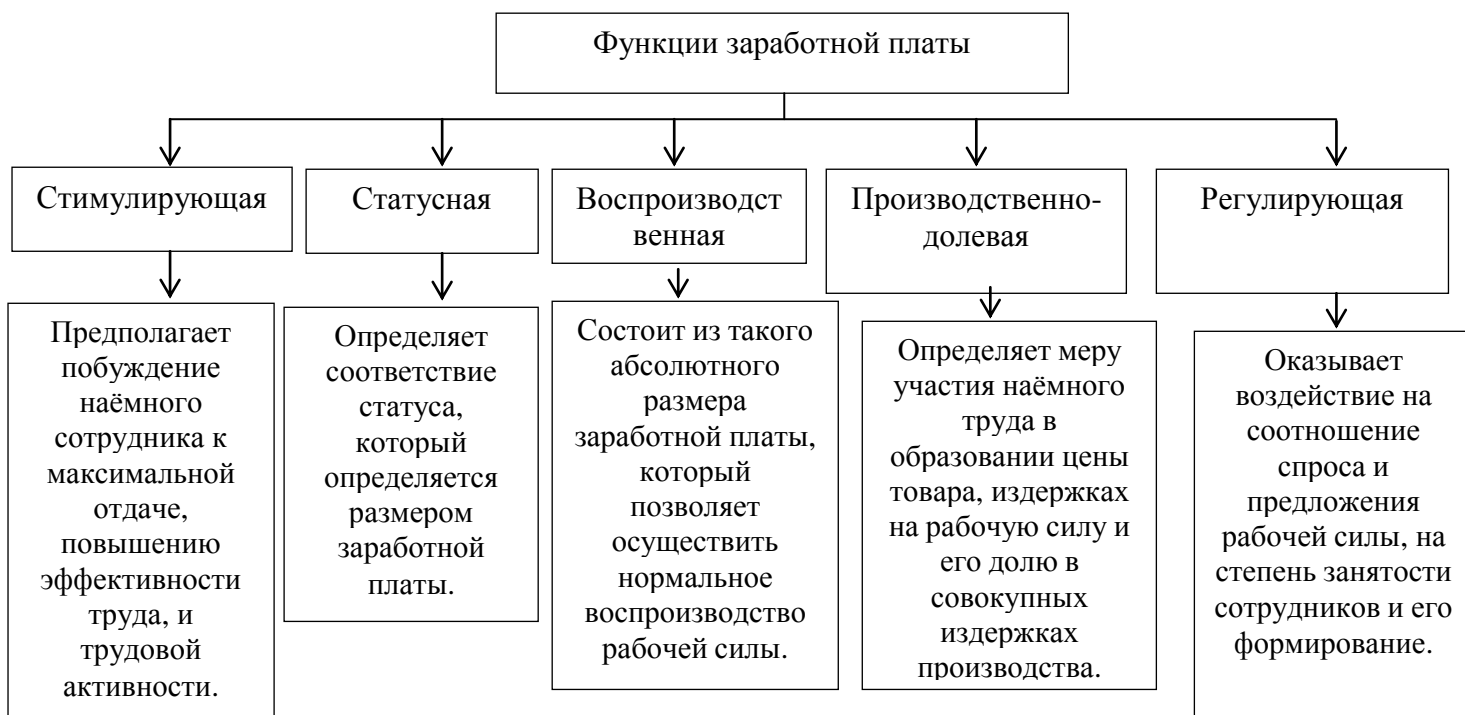 Функции заработной платы
Стимулирующая
Статусная
Воспроизводст
венная
Производственно-
долевая
Регулирующая
Предполагает
побуждение
наёмного
сотрудника к
максимальной
отдаче,
повышению
эффективности
труда, и
трудовой
активности.
Определяет
соответствие
статуса,
который
определяется
размером
заработной
платы.
Состоит из такого
абсолютного
размера
заработной платы,
который
позволяет
осуществить
нормальное
воспроизводство
рабочей силы.
Определяет меру
участия наёмного
труда в
образовании цены
товара, издержках
на рабочую силу и
его долю в
совокупных
издержках
производства.
Оказывает
воздействие на
соотношение
спроса и
предложения
рабочей силы, на
степень занятости
сотрудников и его
формирование.